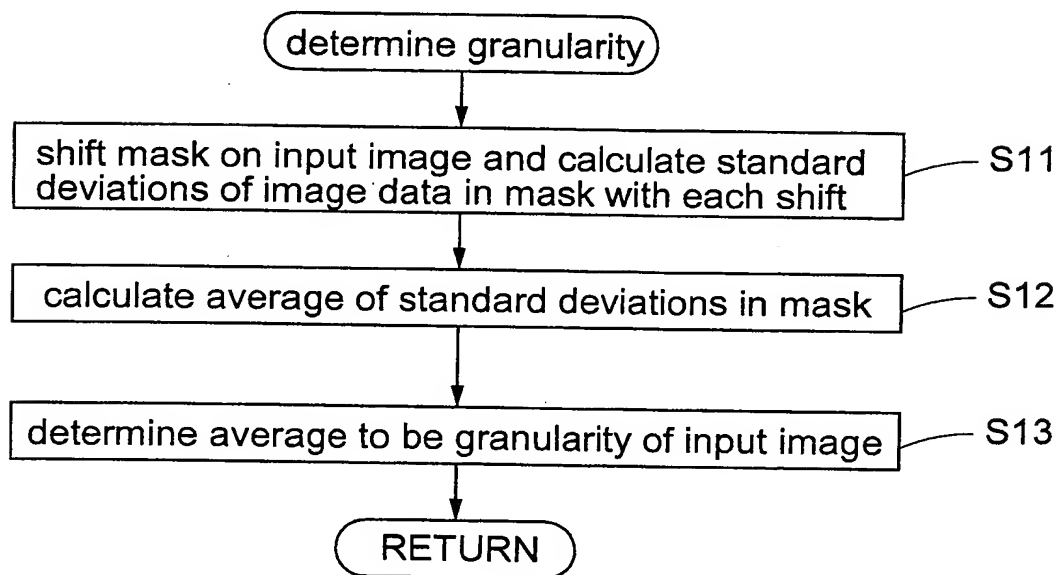 determine granularity
shift mask on input image and calculate standard
deviations of image data in mask with each shift
S11
calculate average of standard deviations in mask
S12
determine average to be granularity of input image
S13
RETURN